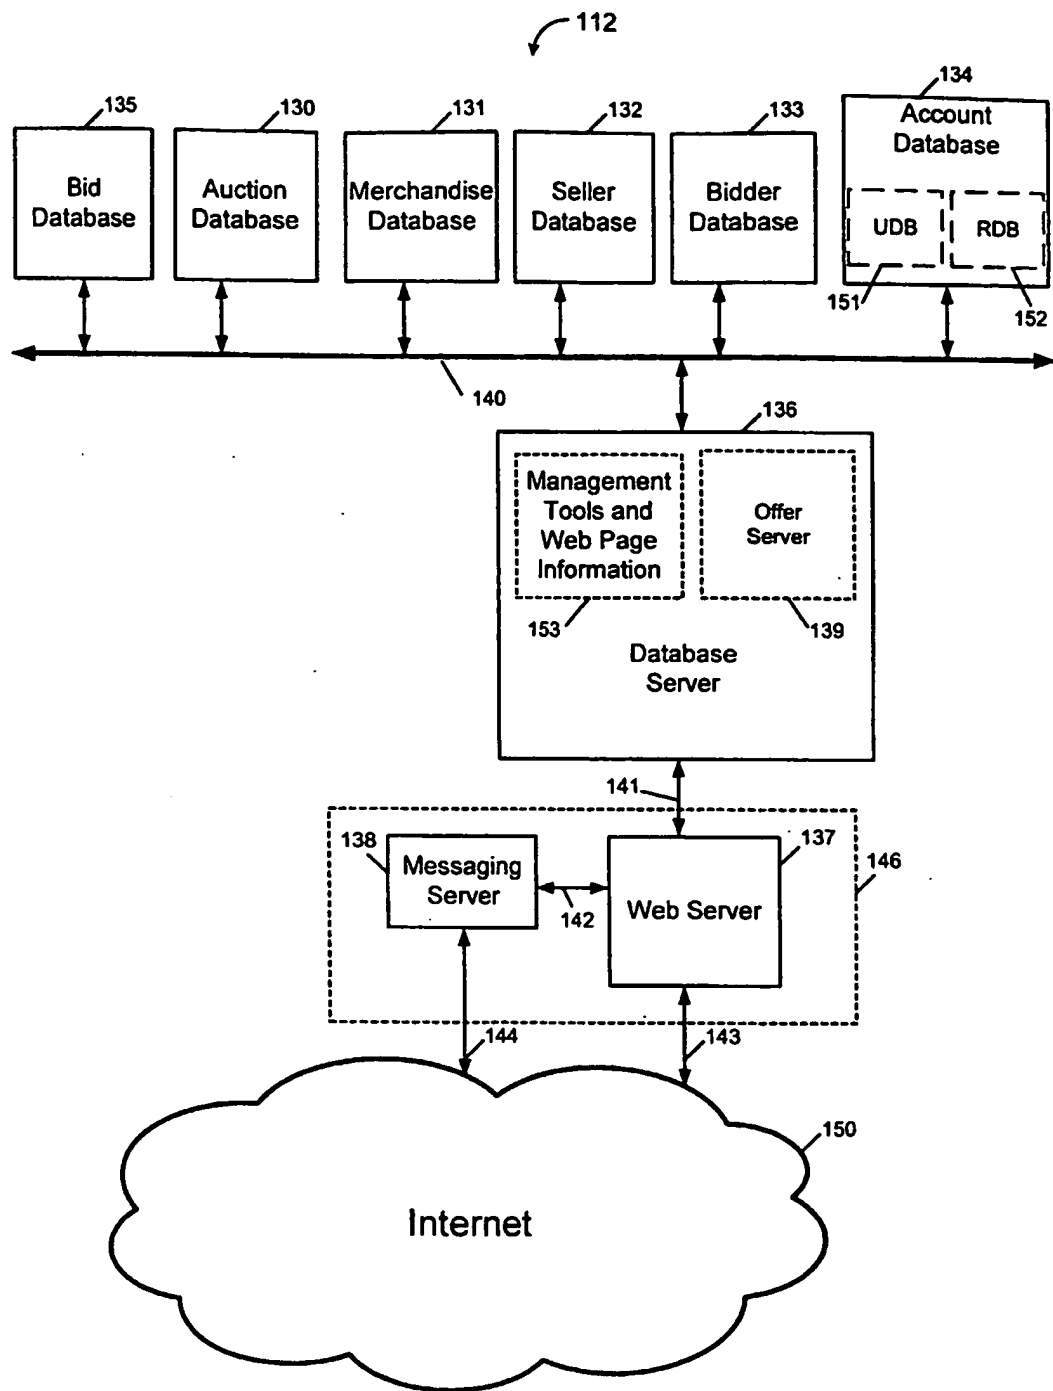 112
135
130
131
132
133
134
Bid
Database
Auction
Database
Merchandise
Database
Seller
Database
Bidder
Database
Account
Database
UDB
RDB
151
152
140
136
Management
Tools and
Web Page
Information
Offer
Server
153
139
Database
Server
141
138
137
146
Messaging
Server
142
Web Server
144
143
150
Internet